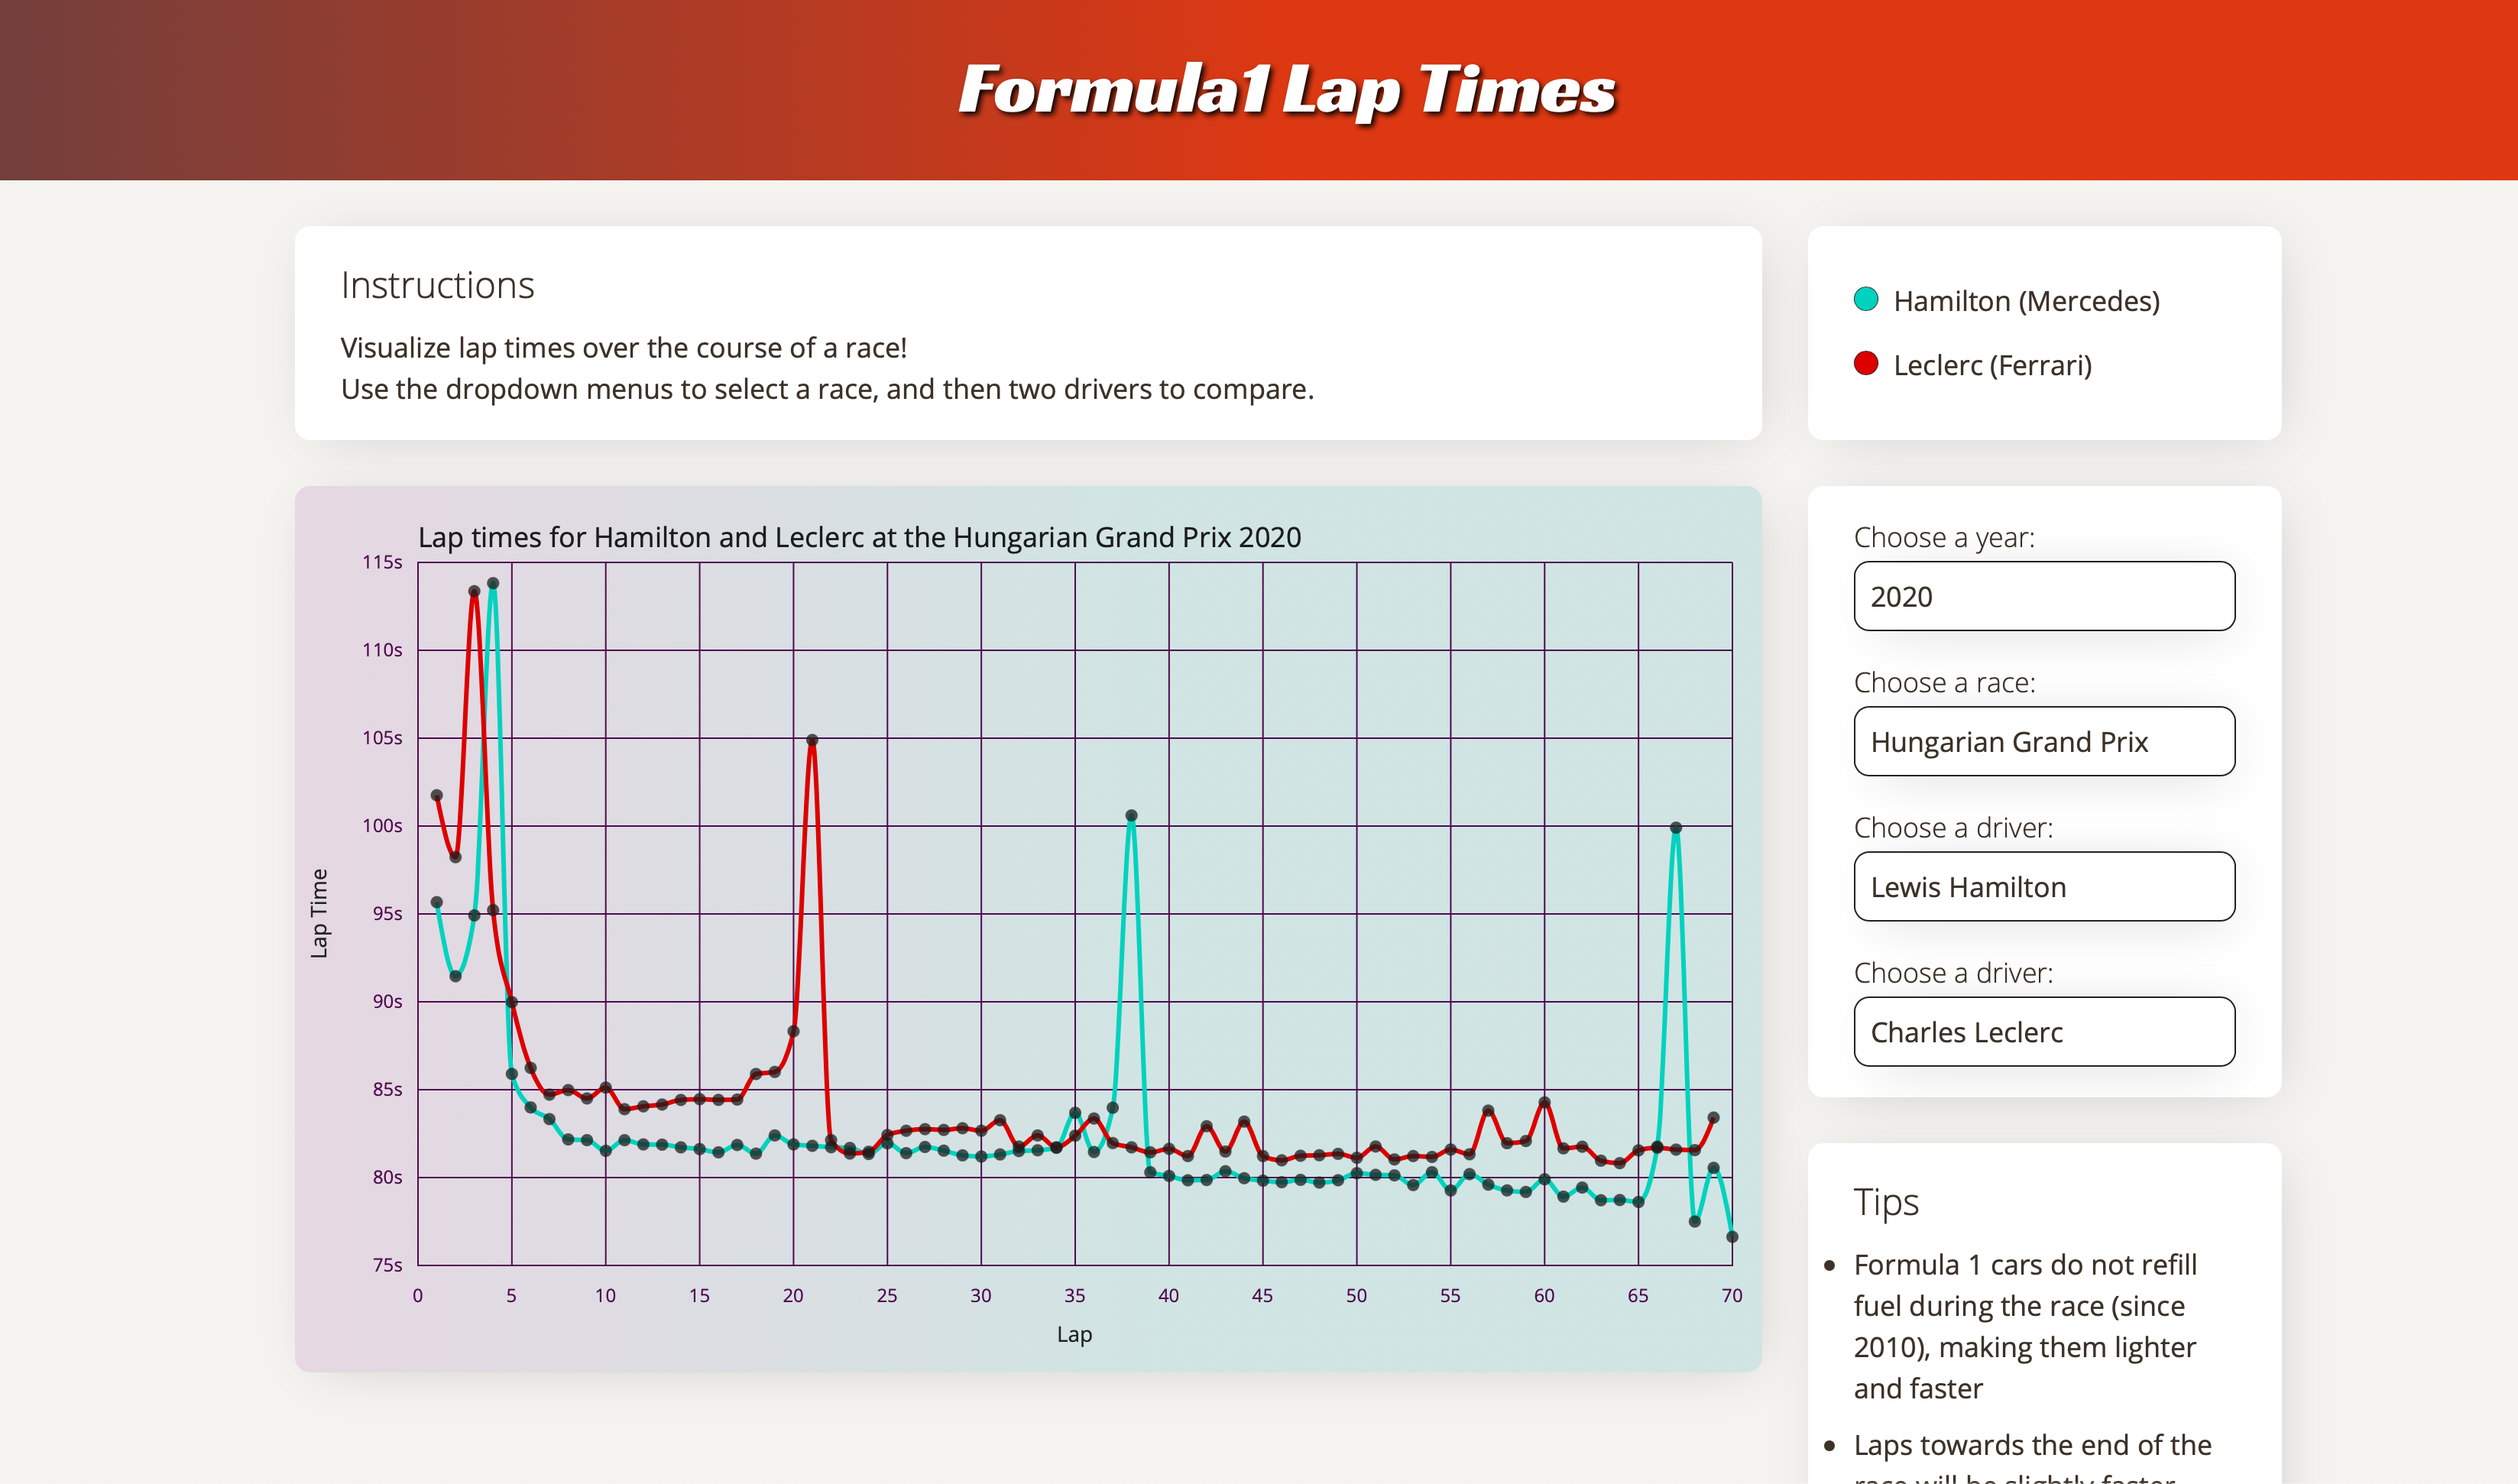 Formula1 Lap Times
Instructions
Visualize lap times over the course of a race!
Use the dropdown menus to select a race, and then two drivers to compare.
Hamilton (Mercedes)
Leclerc (Ferrari)
Lap times for Hamilton and Leclerc at the Hungarian Grand Prix 2020
115s
110s
105s
100s
95s
90s
85s
80s
75s
Lap Time
0 5 10 15 20 25 30 35 40 45 50 55 60 65 70
Lap
Choose a year:
2020
Choose a race:
Hungarian Grand Prix
Choose a driver:
Lewis Hamilton
Choose a driver:
Charles Leclerc
Tips
Formula 1 cars do not refill
fuel during the race (since
2010), making them lighter
and faster
Laps towards the end of the
race will be slightly faster